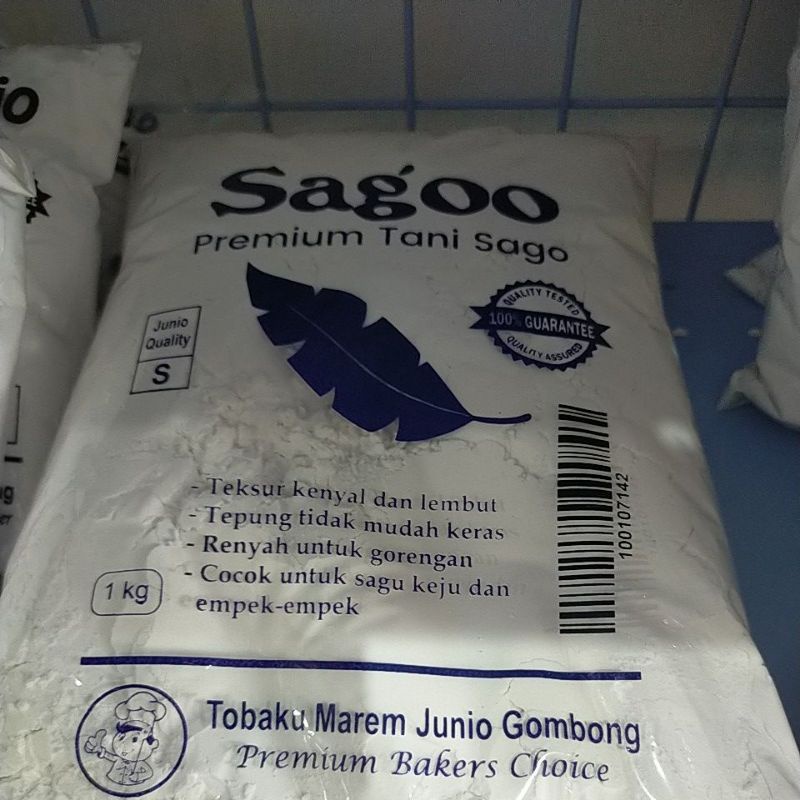 io
Sagoo
Premium Tani Sago
Junio
Quality
S
QUALITY TESTED
100% GUARANTEE
QUALITY ASSURED
- Teksur kenyal dan lembut
- Tepung tidak mudah keras
- Renyah untuk gorengan
- Cocok untuk sagu keju dan
empek-empek
1 kg
100107142
Tobaku Marem Junio Gombong
Premium Bakers Choice